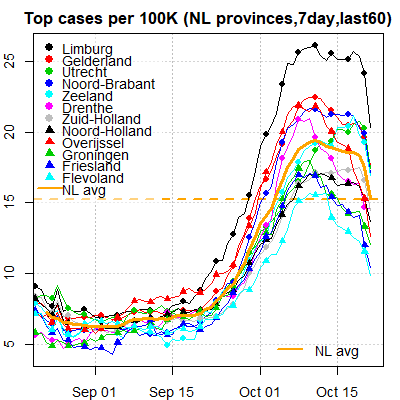 Top cases per 100K (NL provinces,7day,last60)
25
20
15
10
5
Limburg
Gelderland
Utrecht
Noord-Brabant
Zeeland
Drenthe
Zuid-Holland
Noord-Holland
Overijssel
Groningen
Friesland
Flevoland
NL avg
NL avg
Sep 01
Sep 15
Oct 01
Oct 15